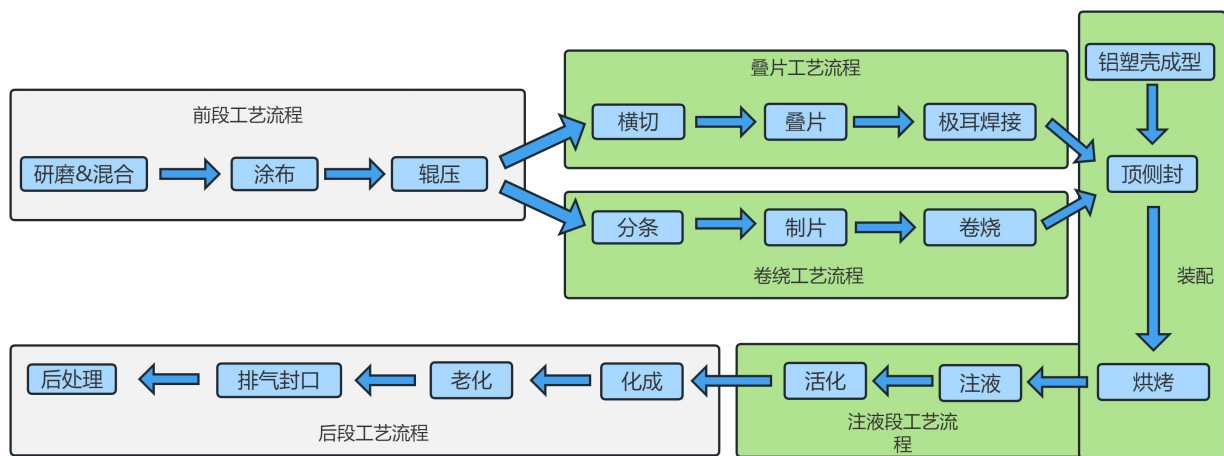 前段工艺流程
研磨&混合
涂布
辊压
叠片工艺流程
横切
叠片
极耳焊接
分条
制片
卷烧
卷绕工艺流程
铝塑壳成型
顶侧封
装配
烘烤
注液
活化
注液段工艺流
程
化成
老化
排气封口
后处理
后段工艺流程